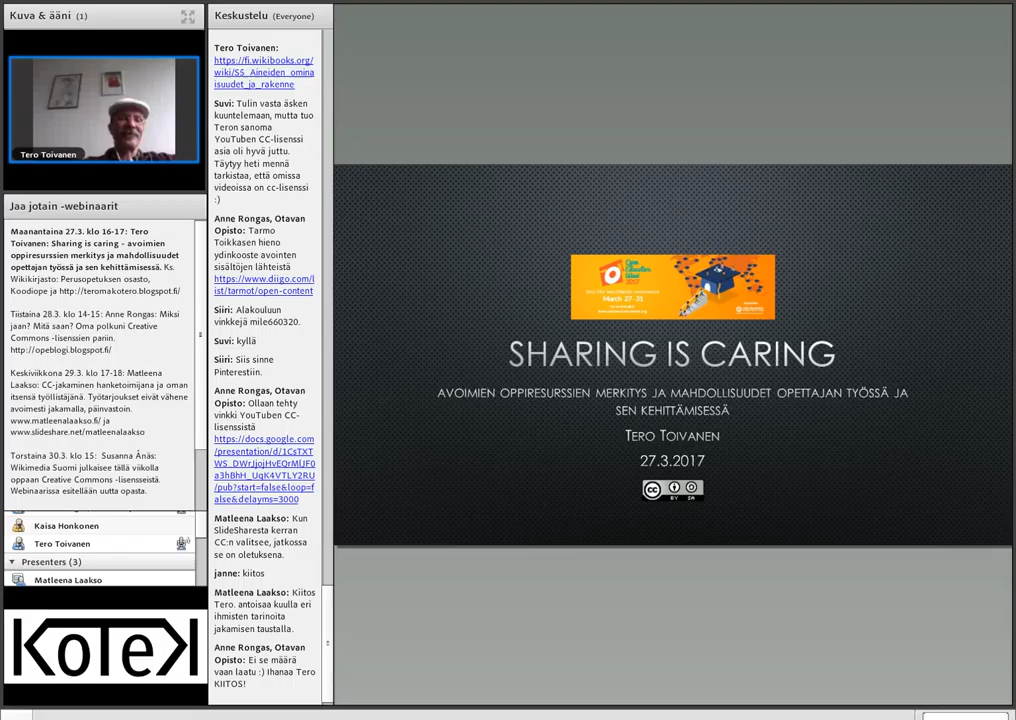 Kuva & ääni (1)
Tero Toivanen
Jaa jotain -webinaarit
Maanantaina 27.3. klo 16-17: Tero
Toivanen: Sharing is caring - avoimien
oppiresurssien merkitys ja mahdollisuudet
opettajan työssä ja sen kehittämisessä. Ks.
Wikikirjasto: Perusopetuksen osasto,
Koodiope ja http://teromakotero.blogspot.fi/
Tiistaina 28.3. klo 14-15: Anne Rongas: Miksi
jaan? Mitä saan? Oma polkuni Creative
Commons -lisenssien pariin.
http://opeblogi.blogspot.fi/
Keskiviikkona 29.3. klo 17-18: Matleena
Laakso: CC-jakaminen hanketoimijana ja oman
itsensä työllistäjänä. Työtarjoukset eivät vähene
avoimesti jakamalla, päinvastoin.
www.matleenalaakso.fi/ ja
www.slideshare.net/matleenalaakso
Torstaina 30.3. klo 15: Susanna Ånäs:
Wikimedia Suomi julkaisee tällä viikolla
oppaan Creative Commons -lisensseistä.
Webinaarissa esitellään uutta opasta.
Kaisa Honkonen
Tero Toivanen
Presenters (3)
Matleena Laakso
KoTeK
Keskustelu (Everyone)
Tero Toivanen:
https://fi.wikibooks.org/
wiki/S5_Aineiden_omina
isuudet_ja_rakenne
Suvi: Tulin vasta äsken
kuuntelemaan, mutta tuo
Teron sanoma
YouTuben CC-lisenssi
asia oli hyvä juttu.
Täytyy heti mennä
tarkistaa, että omissa
videoissa on cc-lisenssi
:)
Anne Rongas, Otavan
Opisto: Tarmo
Toikkasen hieno
ydinkooste avointen
sisältöjen lähteistä
https://www.diigo.com/l
ist/tarmot/open-content
Siiri: Alakouluun
vinkkejä mile660320.
Suvi: kyllä
Siiri: Siis sinne
Pinterestiin.
Anne Rongas, Otavan
Opisto: Ollaan tehty
vinkki YouTuben CC-
lisenssistä
https://docs.google.com
/presentation/d/1CsTXT
WS_DWrJjojHvEQrMlJF0
a3hBhH_UqK4VTLY2RU
/pub?start=false&loop=f
alse&delayms=3000
Matleena Laakso: Kun
SlideSharesta kerran
CC:n valitsee, jatkossa
se on oletuksena.
janne: kiitos
Matleena Laakso: Kiitos
Tero. antoisaa kuulla eri
ihmisten tarinoita
jakamisen taustalla.
Anne Rongas, Otavan
Opisto: Ei se määrä
vaan laatu :) Ihanaa Tero
KIITOS!
Open
Education
Week
2017
March 27-31
SHARING IS CARING
AVOIMIEN OPPIRESURSSIEN MERKITYS JA MAHDOLLISUUDET OPETTAJAN TYÖSSÄ JA
SEN KEHITTÄMISESSÄ
TERO TOIVANEN
27.3.2017
CC BY SA